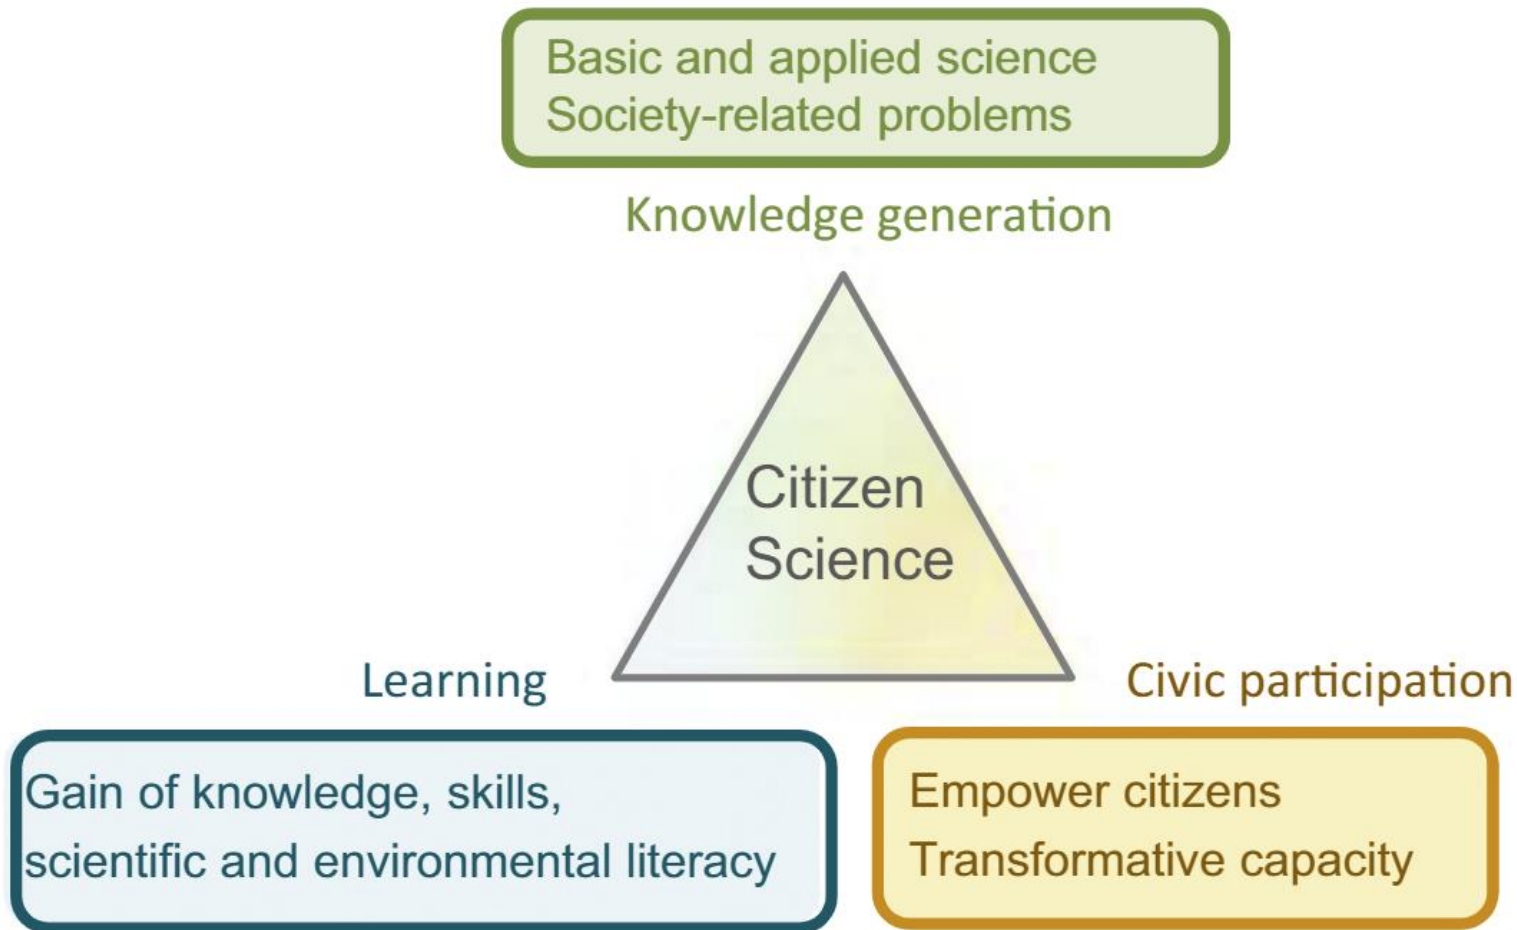 Basic and applied science
Society-related problems
Knowledge generation
Citizen
Science
Learning
Civic participation
Gain of knowledge, skills,
scientific and environmental literacy
Empower citizens
Transformative capacity